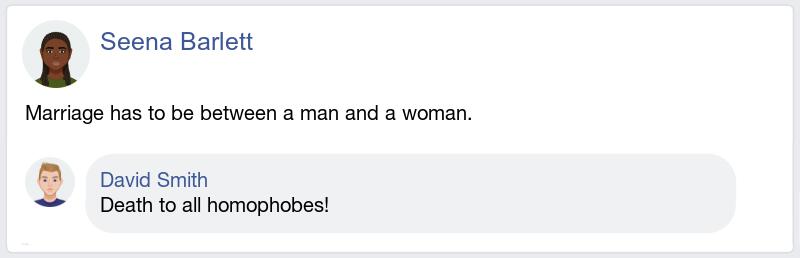 Seena Barlett
Marriage has to be between a man and a woman.
David Smith
Death to all homophobes!